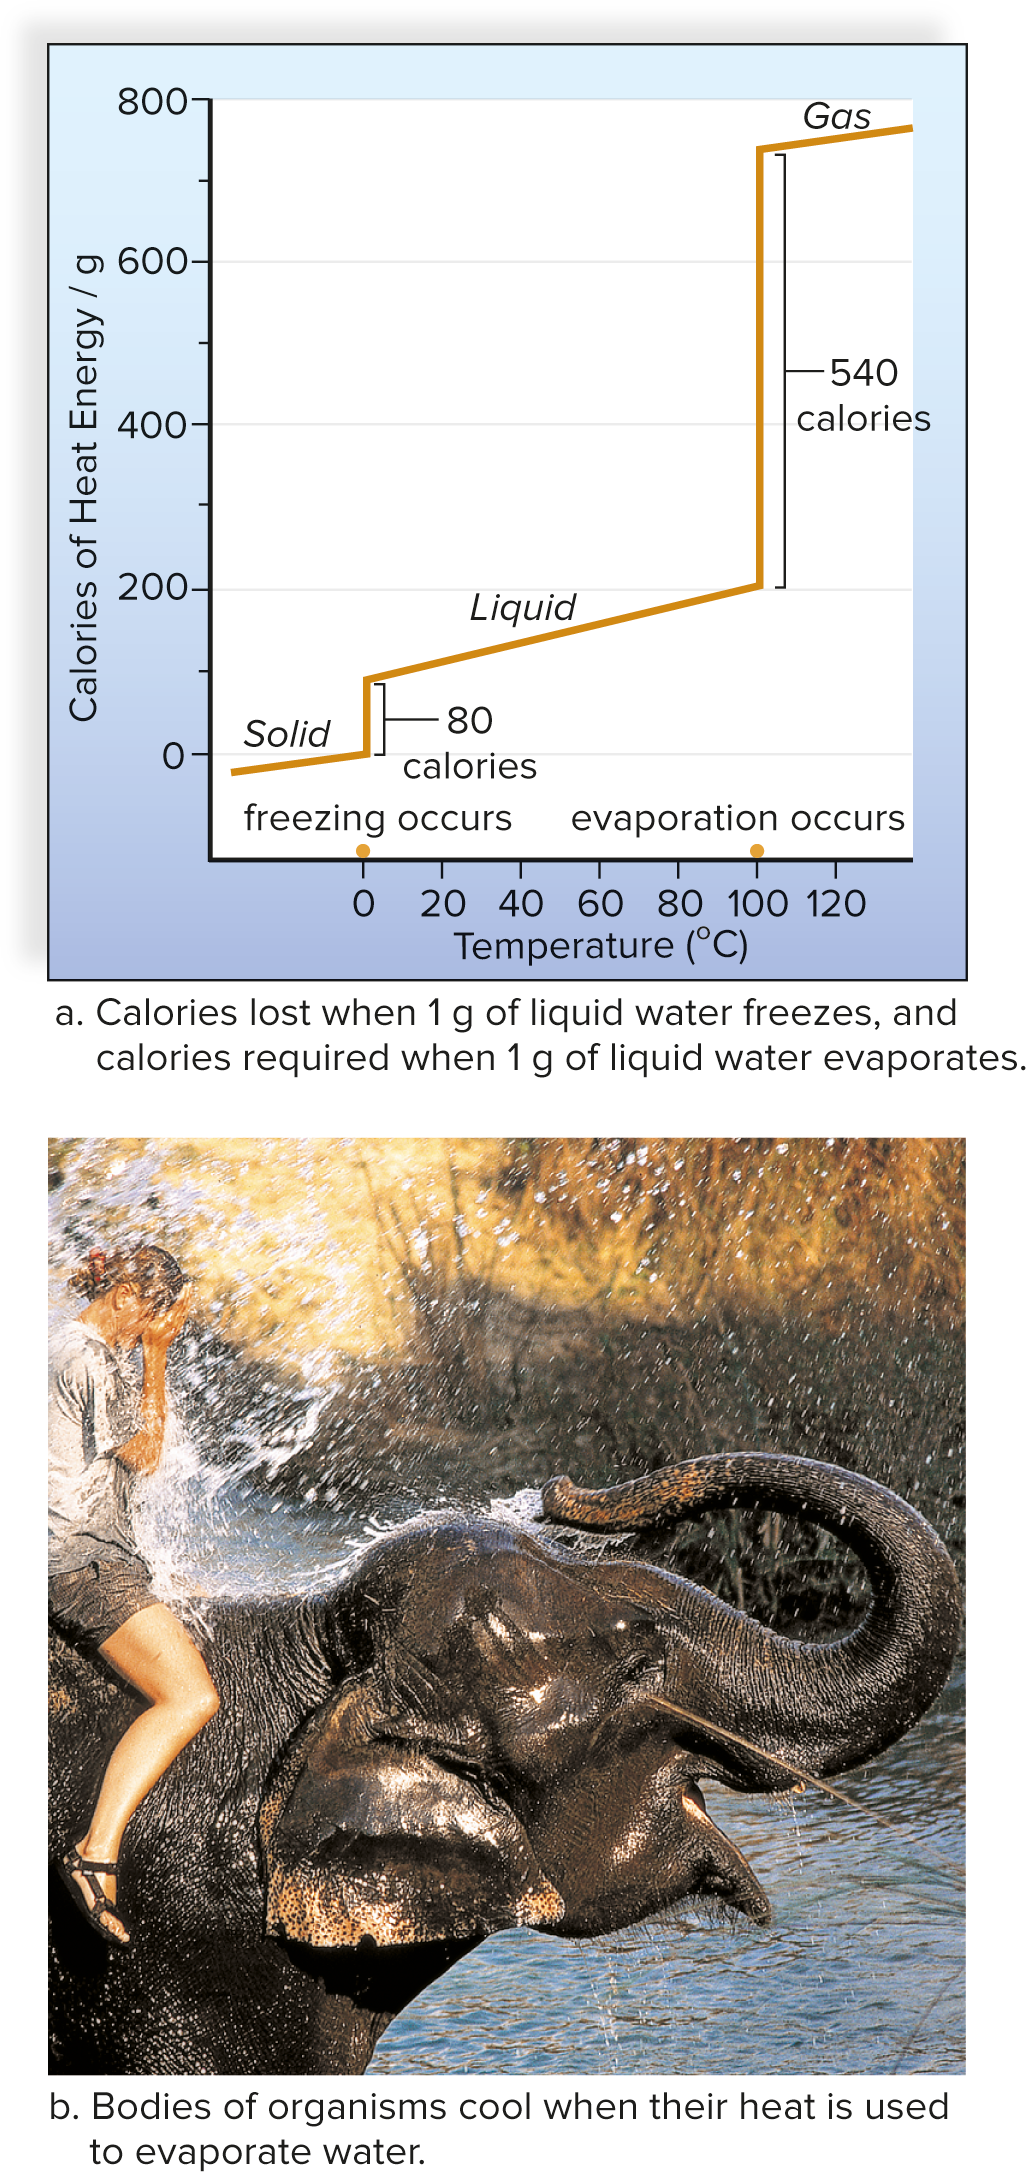 800
Gas
600
Calories of Heat Energy / g
540
calories
400
200
Liquid
Solid
80
calories
0
freezing occurs
evaporation occurs
0 20 40 60 80 100 120
Temperature (°C)
a. Calories lost when 1 g of liquid water freezes, and
calories required when 1 g of liquid water evaporates.
b. Bodies of organisms cool when their heat is used
to evaporate water.